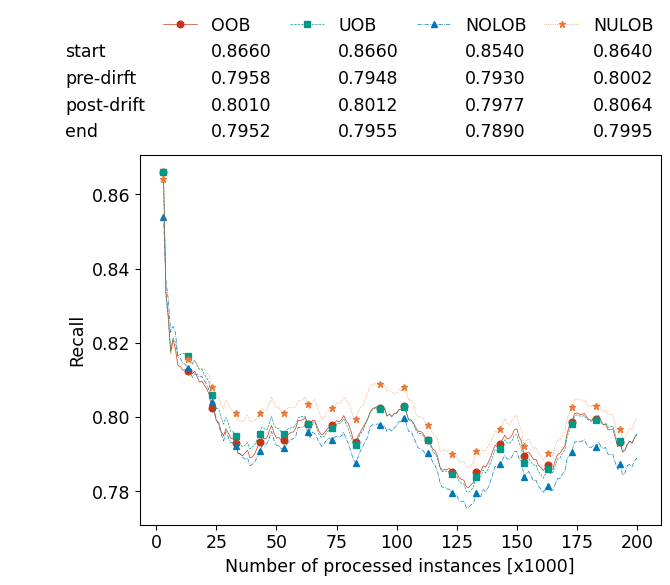 OOB UOB NOLOB NULOB
start 0.8660 0.8660 0.8540 0.8640
pre-dirft 0.7958 0.7948 0.7930 0.8002
post-drift 0.8010 0.8012 0.7977 0.8064
end 0.7952 0.7955 0.7890 0.7995
0.86
0.84
0.82
0.80
0.78
Recall
0 25 50 75 100 125 150 175 200
Number of processed instances [x1000]